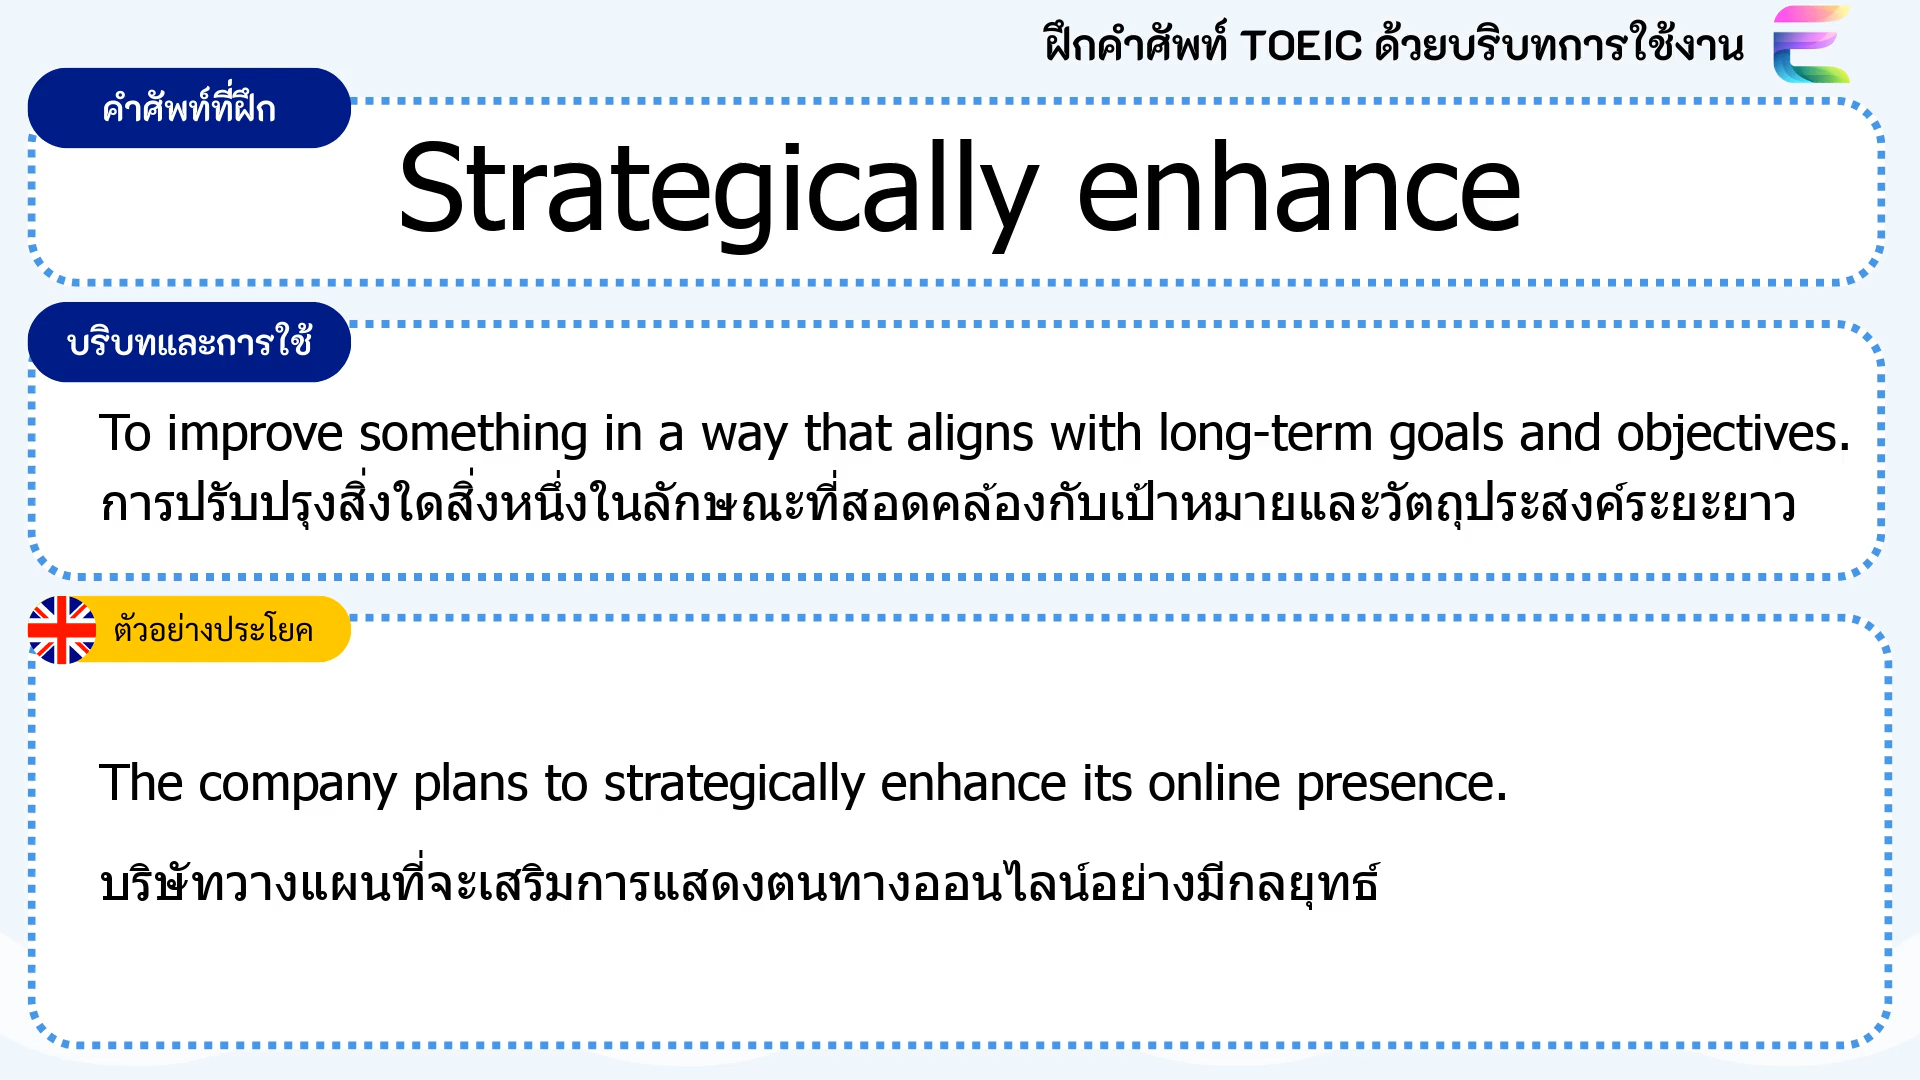 ฝึกคำศัพท์ TOEIC ด้วยบริบทการใช้งาน
คำศัพท์ที่ฝึก
Strategically enhance
บริบทและการใช้
To improve something in a way that aligns with long-term goals and objectives.
การปรับปรุงสิ่งใดสิ่งหนึ่งในลักษณะที่สอดคล้องกับเป้าหมายและวัตถุประสงค์ระยะยาว
ตัวอย่างประโยค
The company plans to strategically enhance its online presence.
บริษัทวางแผนที่จะเสริมการแสดงตนทางออนไลน์อย่างมีกลยุทธ์